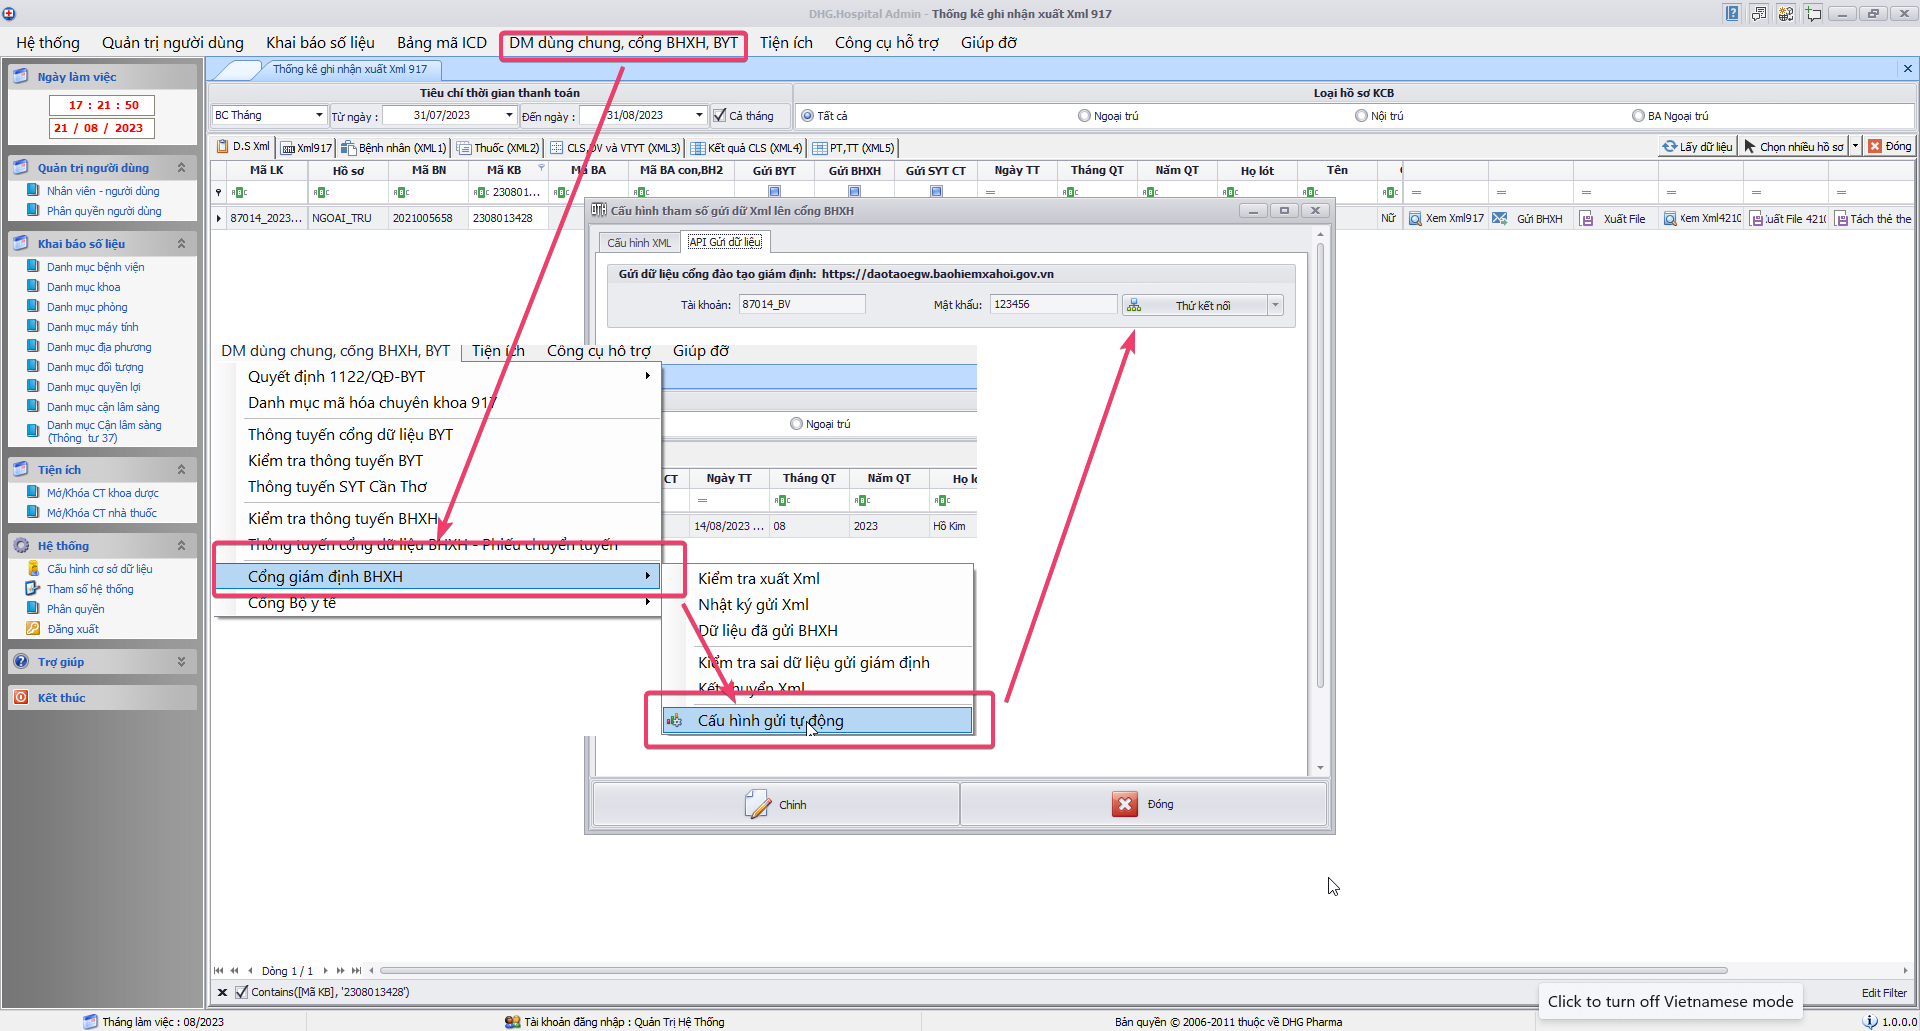 DHG.Hospital Admin - Thống kê ghi nhận xuất Xml 917
Hệ thống Quản trị người dùng Khai báo số liệu Bảng mã ICD DM dùng chung, cổng BHXH, BYT Tiện ích Công cụ hỗ trợ Giúp đỡ
Ngày làm việc
17 : 21 : 50
21 / 08 / 2023
Quản trị người dùng
Nhân viên - người dùng
Phân quyền người dùng
Khai báo số liệu
Danh mục bệnh viện
Danh mục khoa
Danh mục phòng
Danh mục máy tính
Danh mục địa phương
Danh mục đối tượng
Danh mục quyền lợi
Danh mục cận lâm sàng
Danh mục Cận lâm sàng
(Thông tư 37)
Tiện ích
Mở/Khóa CT khoa dược
Mở/Khóa CT nhà thuốc
Hệ thống
Cấu hình cơ sở dữ liệu
Tham số hệ thống
Phân quyền
Đăng xuất
Trợ giúp
Kết thúc
Thống kê ghi nhận xuất Xml 917
Tiêu chí thời gian thanh toán
Loại hồ sơ KCB
BC Tháng Từ ngày : 31/07/2023 Đến ngày : 31/08/2023 Cả tháng
Tất cả Ngoại trú Nội trú BA Ngoại trú
D.S Xml Xml917 Bệnh nhân (XML1) Thuốc (XML2) CLS,DV và VTYT (XML3) Kết quả CLS (XML4) PT,TT (XML5)
Lấy dữ liệu Chọn nhiều hồ sơ Đóng
Mã LK Hồ sơ Mã BN Mã KB Mã BA Mã BA con,BH2 Gửi BYT Gửi BHXH Gửi SYT CT Ngày TT Tháng QT Năm QT Họ lót Tên
230801...
87014_2023... NGOAI_TRU 2021005658 2308013428
Nữ Xem Xml917 Gửi BHXH Xuất File Xem Xml4210 Xuất File 4210 Tách thẻ the
Cấu hình tham số gửi dữ Xml lên cổng BHXH
Cấu hình XML API Gửi dữ liệu
Gửi dữ liệu cổng đào tạo giám định: https://daotaoegw.baohiemxahoi.gov.vn
Tài khoản: 87014_BV Mật khẩu: 123456 Thử kết nối
DM dùng chung, cổng BHXH, BYT Tiện ích Công cụ hỗ trợ Giúp đỡ
Quyết định 1122/QĐ-BYT
Danh mục mã hóa chuyên khoa 917
Thông tuyến cổng dữ liệu BYT
Kiểm tra thông tuyến BYT
Thông tuyến SYT Cần Thơ
Kiểm tra thông tuyến BHXH
Thông tuyến cổng dữ liệu BHXH - Phiếu chuyển tuyến
Cổng giám định BHXH
Cổng Bộ y tế
Ngoại trú
CT Ngày TT Tháng QT Năm QT Họ
14/08/2023 ... 08 2023 Hồ Kim
Kiểm tra xuất Xml
Nhật ký gửi Xml
Dữ liệu đã gửi BHXH
Kiểm tra sai dữ liệu gửi giám định
Kết chuyển Xml
Cấu hình gửi tự động
Chỉnh Đóng
Dòng 1 / 1
Contains([Mã KB], '2308013428')
Edit Filter
Click to turn off Vietnamese mode
Tháng làm việc : 08/2023
Tài khoản đăng nhập : Quản Trị Hệ Thống
Bản quyền © 2006-2011 thuộc về DHG Pharma
1.0.0.0